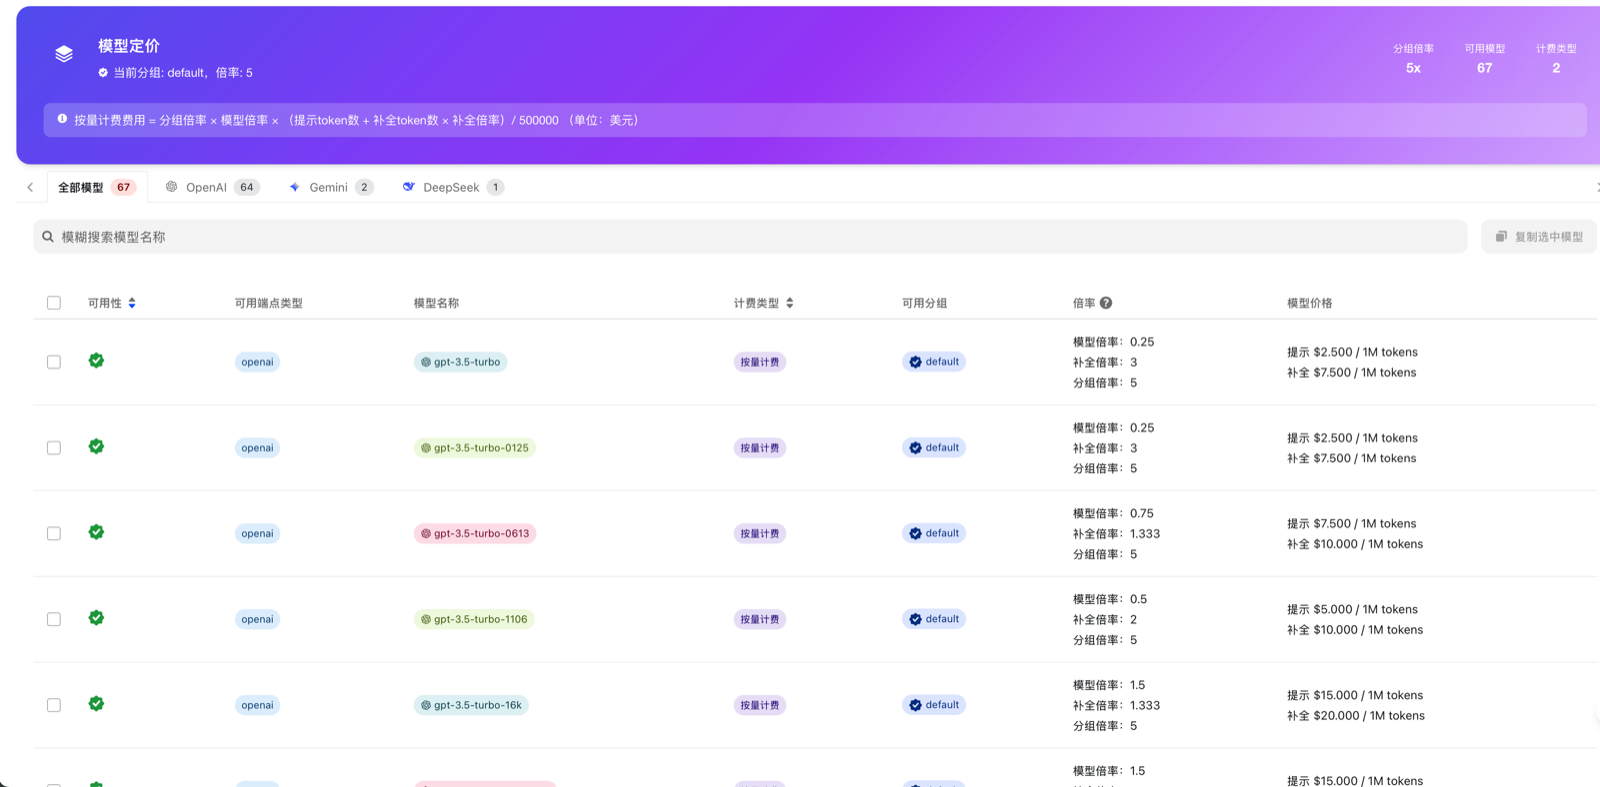 模型定价
当前分组: default，倍率: 5
分组倍率 可用模型 计费类型
5x 67 2
按量计费费用 = 分组倍率 × 模型倍率 × （提示token数 + 补全token数 × 补全倍率）/ 500000 （单位：美元）
全部模型 67 OpenAI 64 Gemini 2 DeepSeek 1
模糊搜索模型名称 复制选中模型
可用性 可用端点类型 模型名称 计费类型 可用分组 倍率 模型价格
openai gpt-3.5-turbo 按量计费 default
模型倍率：0.25
补全倍率：3
分组倍率：5
提示 $2.500 / 1M tokens
补全 $7.500 / 1M tokens
openai gpt-3.5-turbo-0125 按量计费 default
模型倍率：0.25
补全倍率：3
分组倍率：5
提示 $2.500 / 1M tokens
补全 $7.500 / 1M tokens
openai gpt-3.5-turbo-0613 按量计费 default
模型倍率：0.75
补全倍率：1.333
分组倍率：5
提示 $7.500 / 1M tokens
补全 $10.000 / 1M tokens
openai gpt-3.5-turbo-1106 按量计费 default
模型倍率：0.5
补全倍率：2
分组倍率：5
提示 $5.000 / 1M tokens
补全 $10.000 / 1M tokens
openai gpt-3.5-turbo-16k 按量计费 default
模型倍率：1.5
补全倍率：1.333
分组倍率：5
提示 $15.000 / 1M tokens
补全 $20.000 / 1M tokens
模型倍率：1.5
提示 $15.000 / 1M tokens